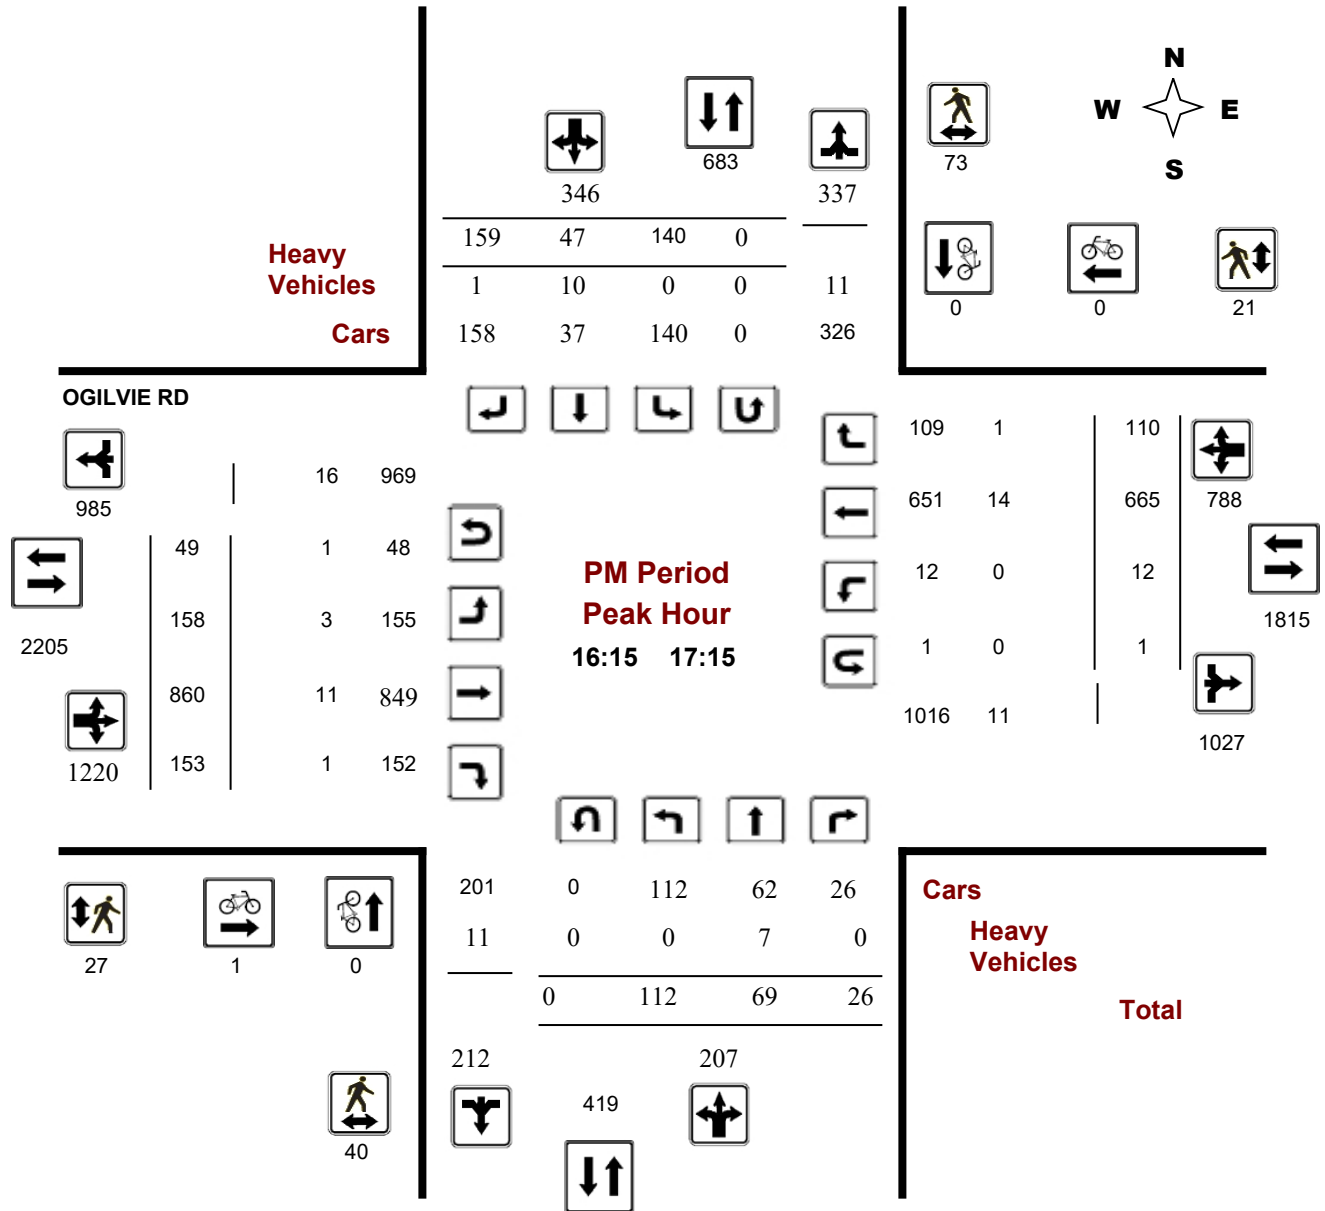 N
W E
S
683
73
346 337
159 47 140 0
Heavy
Vehicles
1 10 0 0 11
0 0 21
Cars 158 37 140 0 326
OGILVIE RD
109 1 110
16 969
985
651 14 665 788
49 1 48
PM Period
12 0 12
Peak Hour
158 3 155
1815
2205
16:15 17:15
1 0 1
860 11 849
1016 11
1027
1220 153 1 152
201 0 112 62 26
Cars
11 0 0 7 0
Heavy
Vehicles
27 1 0
0 112 69 26
Total
212 207
419
40